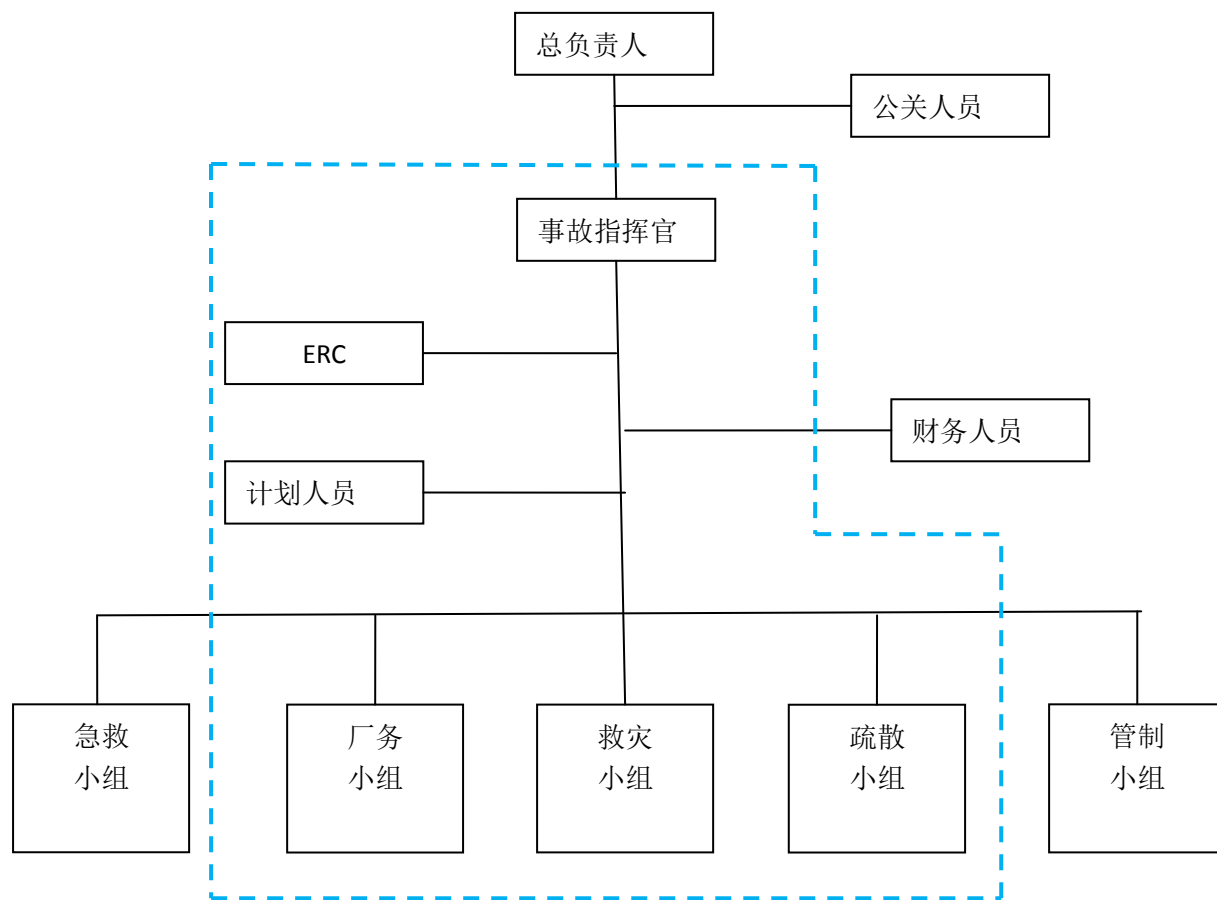 总负责人
公关人员
事故指挥官
ERC
财务人员
计划人员
急救
小组
厂务
小组
救灾
小组
疏散
小组
管制
小组